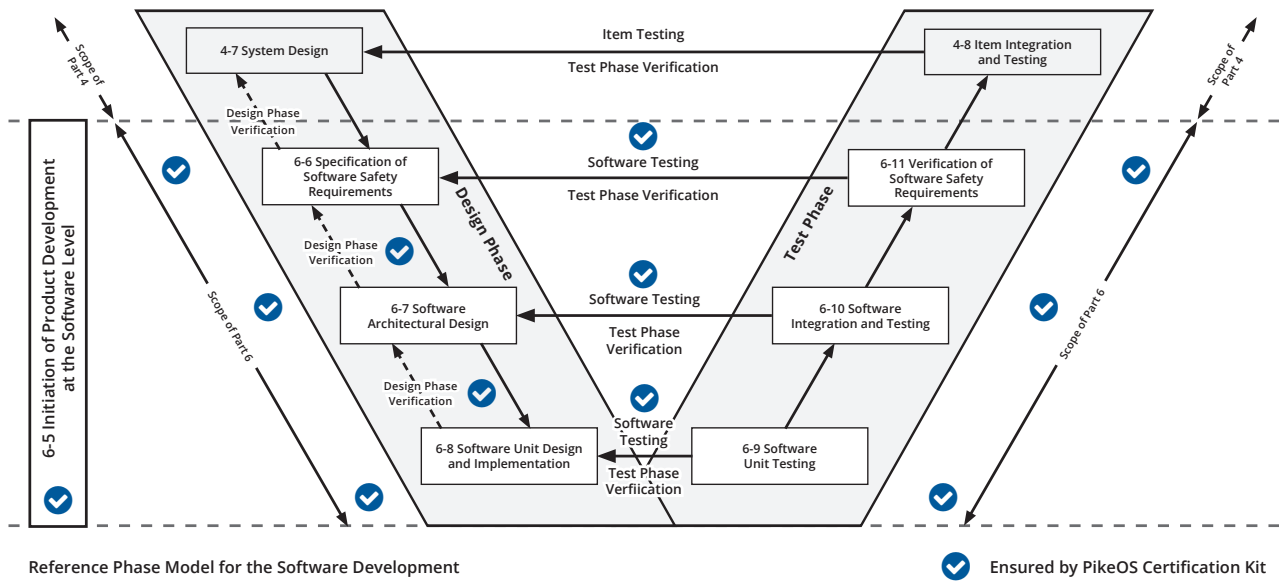 Scope of
Part 4
4-7 System Design
Item Testing
Test Phase Verification
4-8 Item Integration
and Testing
Scope of
Part 4
Design Phase
Verification
6-5 Initiation of Product Development
at the Software Level
6-6 Specification of
Software Safety
Requirements
Software Testing
Test Phase Verification
6-11 Verification of
Software Safety
Requirements
Design Phase
Test Phase
Design Phase
Verification
Scope of Part 6
6-7 Software
Architectural Design
Software Testing
Test Phase
Verification
6-10 Software
Integration and Testing
Scope of Part 6
Design Phase
Verification
6-8 Software Unit Design
and Implementation
Software
Testing
Test Phase
Verfiication
6-9 Software
Unit Testing
Reference Phase Model for the Software Development
Ensured by PikeOS Certification Kit